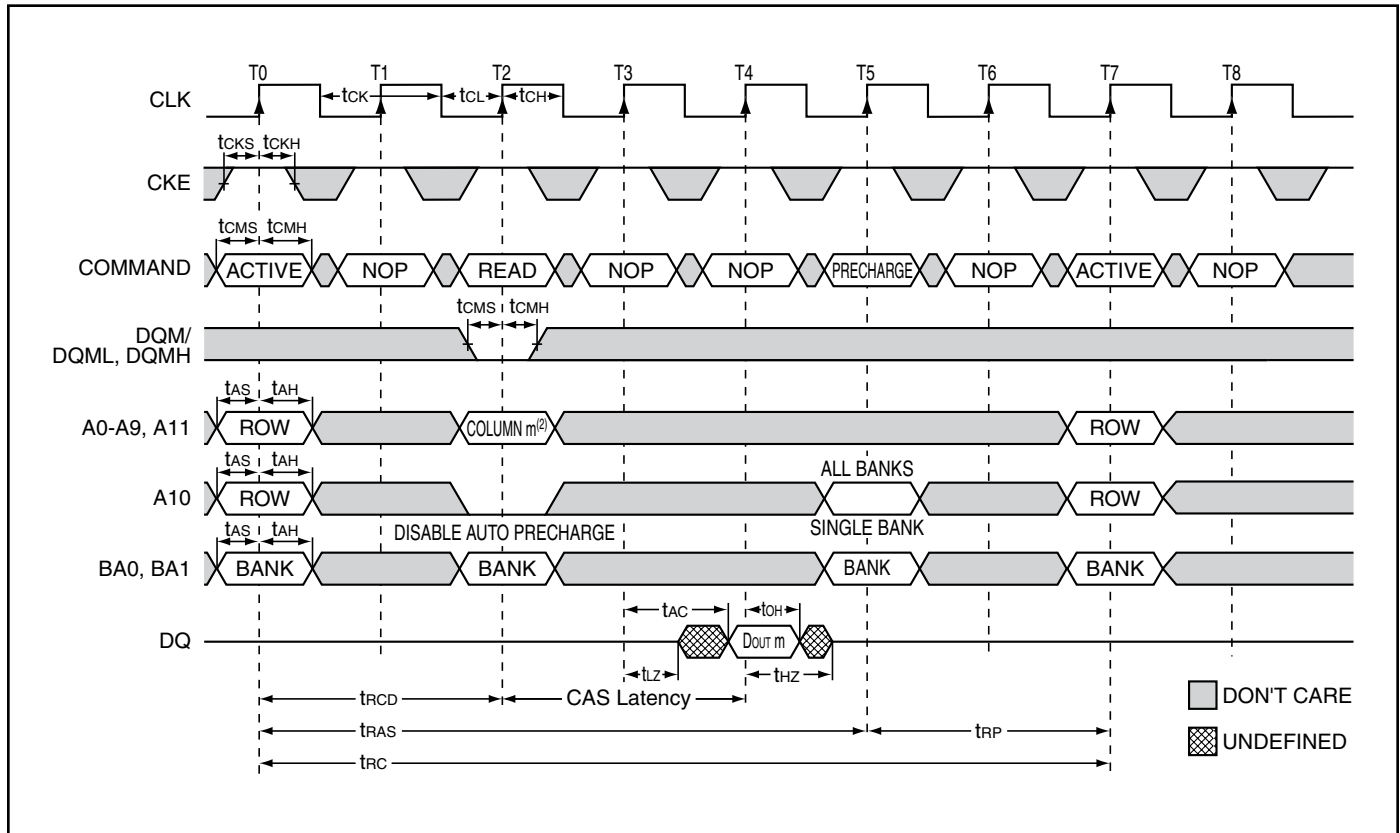 T0 T1 T2 T3 T4 T5 T6 T7 T8
CLK
tCK tCL tCH
tCKS tCKH
CKE
tCMS tCMH
COMMAND ACTIVE NOP READ NOP NOP PRECHARGE NOP ACTIVE NOP
tCMS tCMH
DQM/
DQML, DQMH
tAS tAH
A0-A9, A11 ROW COLUMN m(2) ROW
tAS tAH ALL BANKS
A10 ROW ROW
DISABLE AUTO PRECHARGE SINGLE BANK
tAS tAH
BA0, BA1 BANK BANK BANK BANK
tAC tOH
DQ DOUT m
tLZ tHZ
tRCD CAS Latency
DON'T CARE
tRAS tRP
UNDEFINED
tRC